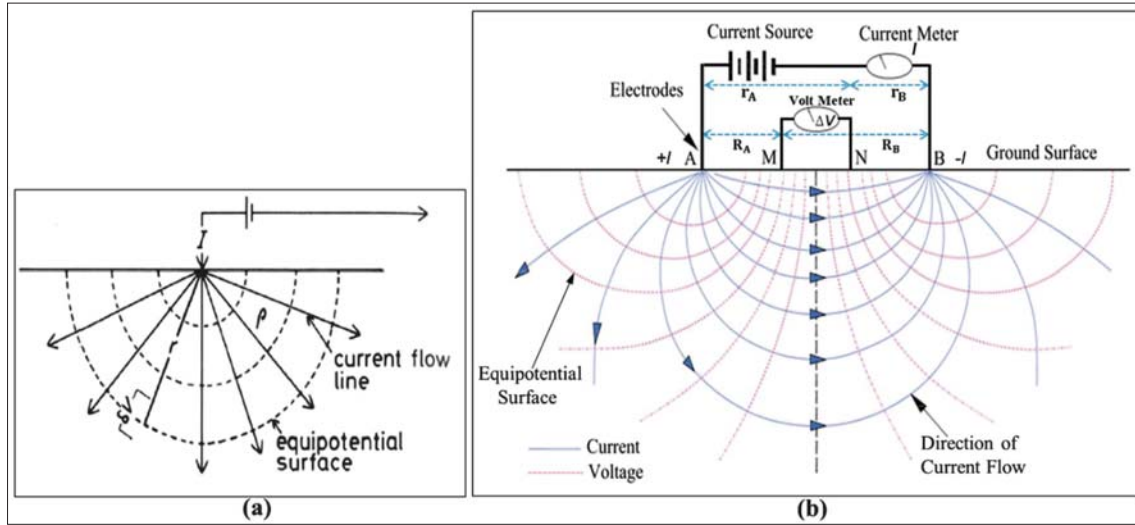 I
ρ
r
δr
current flow
line
equipotential
surface
(a)
Current Source
Current Meter
I
Electrodes
r_A
r_B
Volt Meter
ΔV
R_A
R_B
+I A M N B -I
Ground Surface
Equipotential
Surface
Direction of
Current Flow
Current
Voltage
(b)